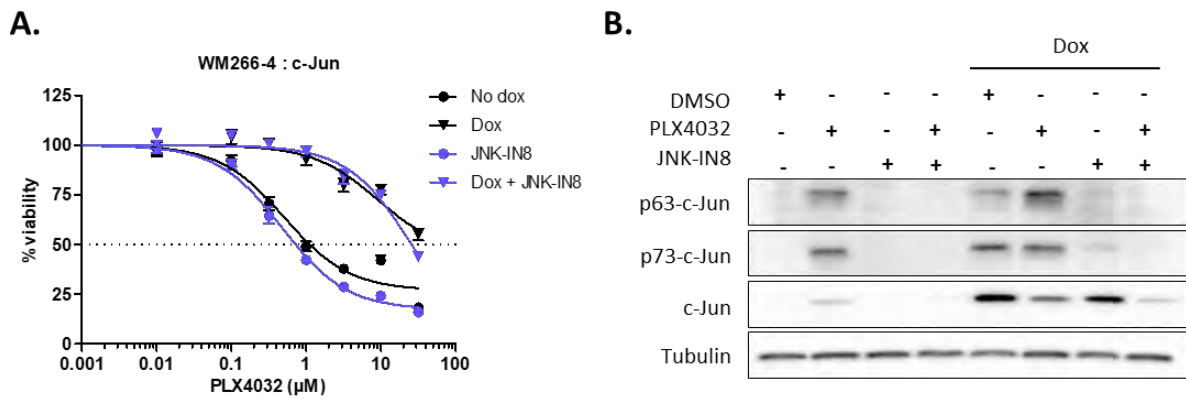 A.
WM266-4 : c-Jun
125
100
75
50
25
0
% viability
0.001 0.01 0.1 1 10 100
PLX4032 (µM)
No dox
Dox
JNK-IN8
Dox + JNK-IN8
B.
Dox
DMSO + - - - + - - -
PLX4032 - + - + - + - +
JNK-IN8 - - + + - - + +
p63-c-Jun
p73-c-Jun
c-Jun
Tubulin